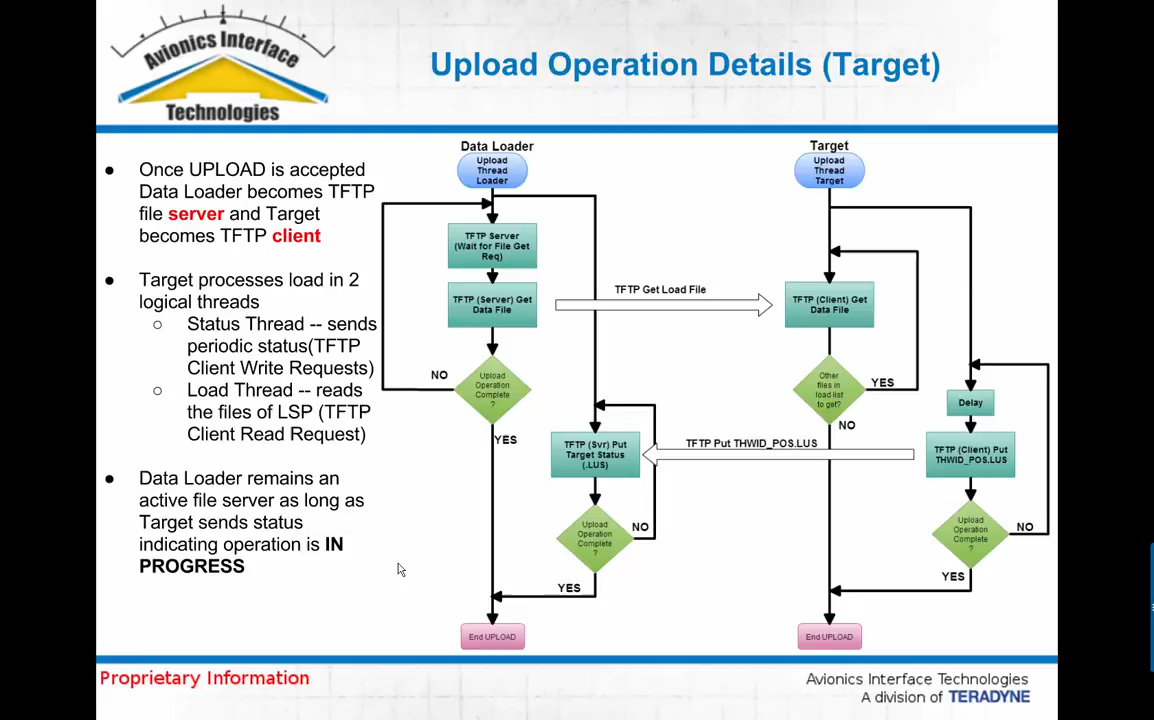 Avionics Interface
Technologies
Upload Operation Details (Target)
● Once UPLOAD is accepted
Data Loader becomes TFTP
file server and Target
becomes TFTP client
● Target processes load in 2
logical threads
○ Status Thread -- sends
periodic status(TFTP
Client Write Requests)
○ Load Thread -- reads
the files of LSP (TFTP
Client Read Request)
● Data Loader remains an
active file server as long as
Target sends status
indicating operation is IN
PROGRESS
Data Loader
Upload
Thread
Loader
TFTP Server
(Wait for File Get
Req)
TFTP (Server) Get
Data File
Upload
Operation
Complete
?
NO
YES
TFTP (Svr) Put
Target Status
(.LUS)
Upload
Operation
Complete
?
NO
YES
End UPLOAD
TFTP Get Load File
TFTP Put THWID_POS.LUS
Target
Upload
Thread
Target
TFTP (Client) Get
Data File
Other
files in
load list
to get?
YES
NO
Delay
TFTP (Client) Put
THWID_POS.LUS
Upload
Operation
Complete
?
NO
YES
End UPLOAD
Proprietary Information
Avionics Interface Technologies
A division of TERADYNE